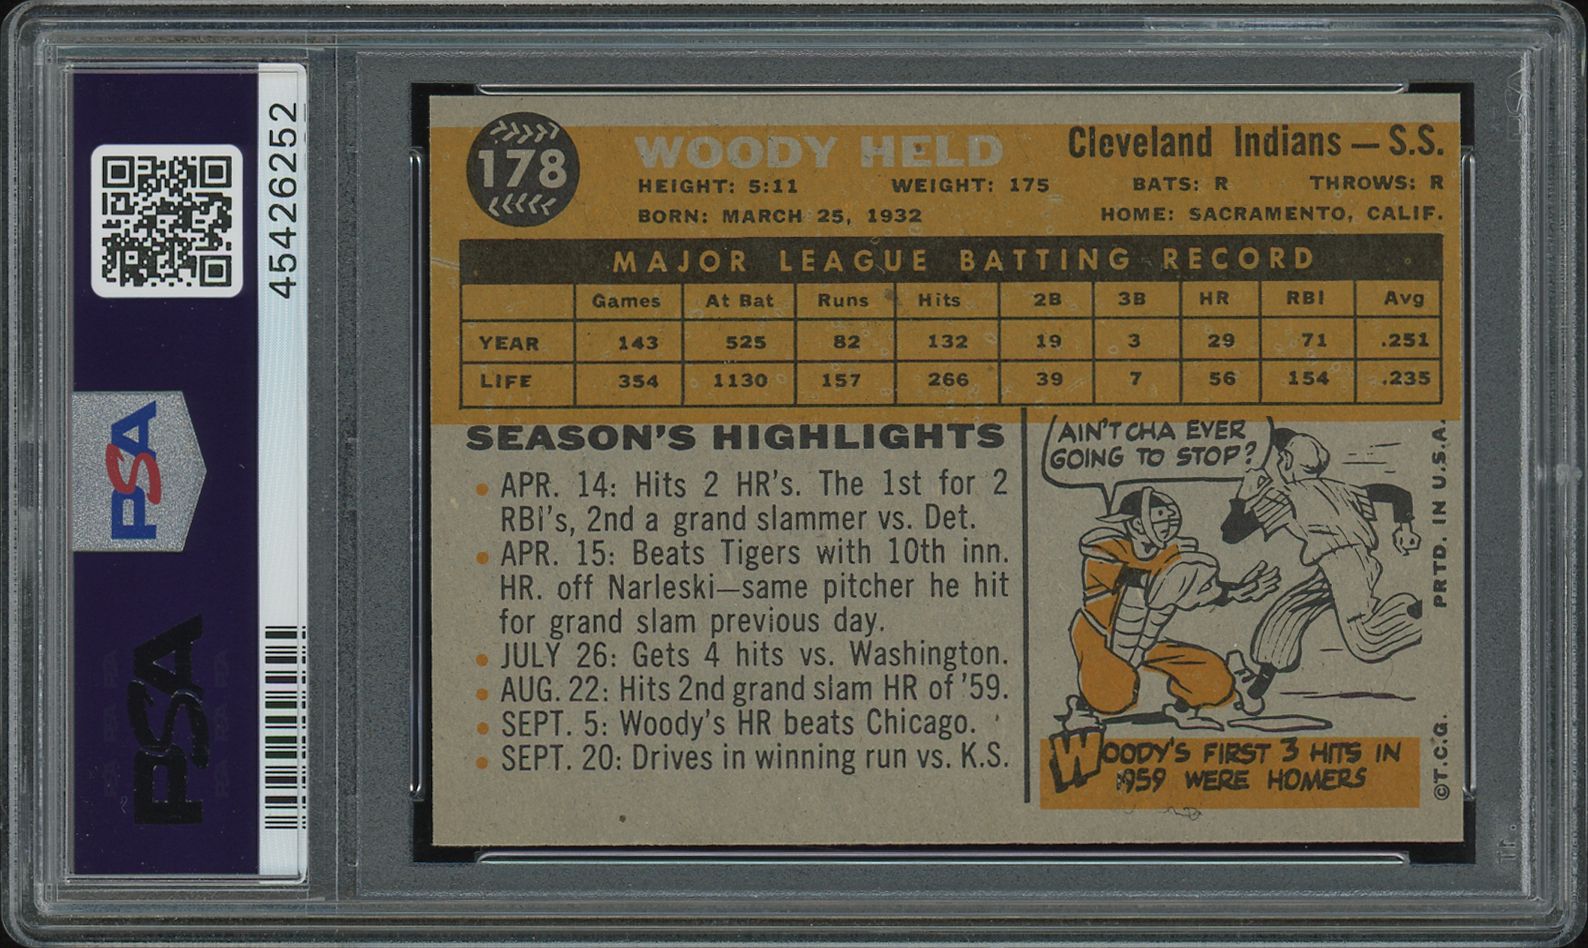 45426252
PSA
PSA
178
WOODY HELD
Cleveland Indians — S.S.
HEIGHT: 5:11 WEIGHT: 175 BATS: R THROWS: R
BORN: MARCH 25, 1932 HOME: SACRAMENTO, CALIF.
MAJOR LEAGUE BATTING RECORD
Games At Bat Runs Hits 2B 3B HR RBI Avg
YEAR 143 525 82 132 19 3 29 71 .251
LIFE 354 1130 157 266 39 7 56 154 .235
SEASON'S HIGHLIGHTS
• APR. 14: Hits 2 HR's. The 1st for 2
RBI's, 2nd a grand slammer vs. Det.
• APR. 15: Beats Tigers with 10th inn.
HR. off Narleski—same pitcher he hit
for grand slam previous day.
• JULY 26: Gets 4 hits vs. Washington.
• AUG. 22: Hits 2nd grand slam HR of '59.
• SEPT. 5: Woody's HR beats Chicago.
• SEPT. 20: Drives in winning run vs. K.S.
AIN'TCHA EVER
GOING TO STOP?
WOODY'S FIRST 3 HITS IN
1959 WERE HOMERS
©T.C.G. PRTD. IN U.S.A.